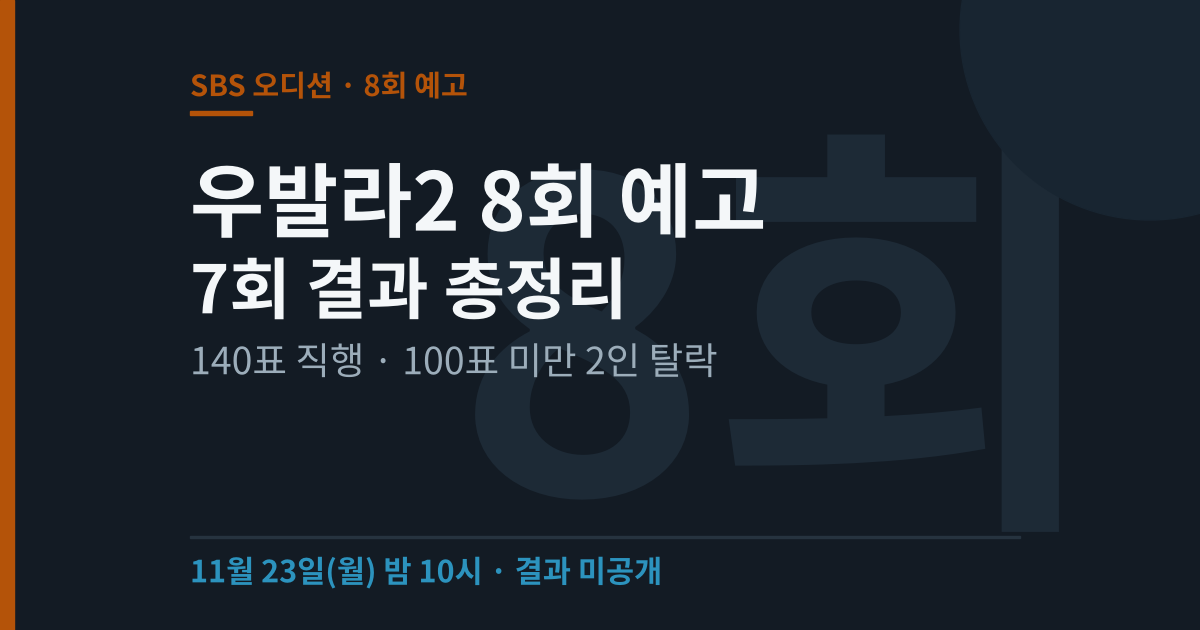 SBS 오디션 · 8회 예고
우발라2 8회 예고
7회 결과 총정리
140표 직행 · 100표 미만 2인 탈락
8회
11월 23일(월) 밤 10시 · 결과 미공개